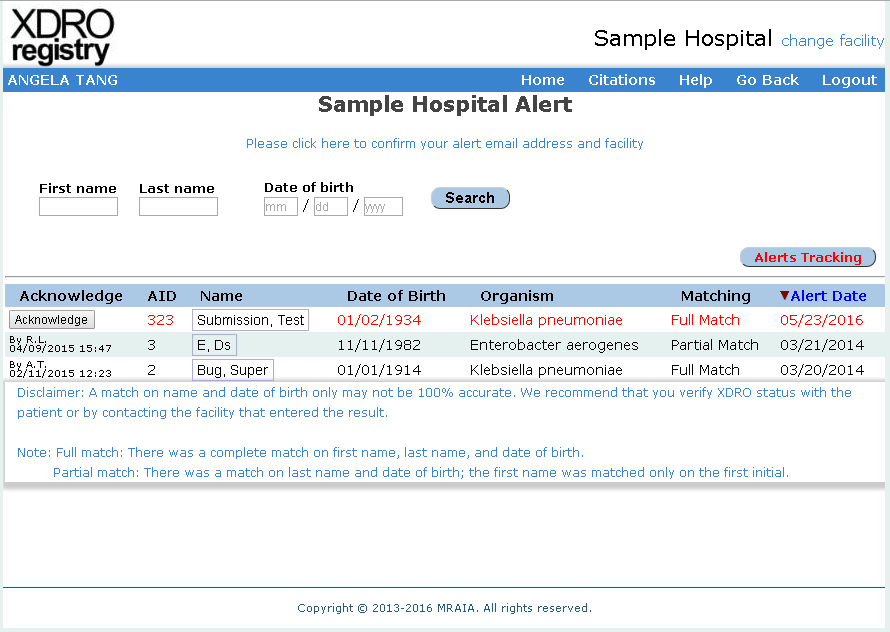 XDRO
registry
Sample Hospital change facility
ANGELA TANG Home Citations Help Go Back Logout
Sample Hospital Alert
Please click here to confirm your alert email address and facility
First name Last name Date of birth
mm / dd / yyyy Search
Alerts Tracking
Acknowledge AID Name Date of Birth Organism Matching ▼Alert Date
Acknowledge 323 Submission, Test 01/02/1934 Klebsiella pneumoniae Full Match 05/23/2016
By R.L.
04/09/2015 15:47 3 E, Ds 11/11/1982 Enterobacter aerogenes Partial Match 03/21/2014
By A.T.
02/11/2015 12:23 2 Bug, Super 01/01/1914 Klebsiella pneumoniae Full Match 03/20/2014
Disclaimer: A match on name and date of birth only may not be 100% accurate. We recommend that you verify XDRO status with the
patient or by contacting the facility that entered the result.
Note: Full match: There was a complete match on first name, last name, and date of birth.
Partial match: There was a match on last name and date of birth; the first name was matched only on the first initial.
Copyright © 2013-2016 MRAIA. All rights reserved.